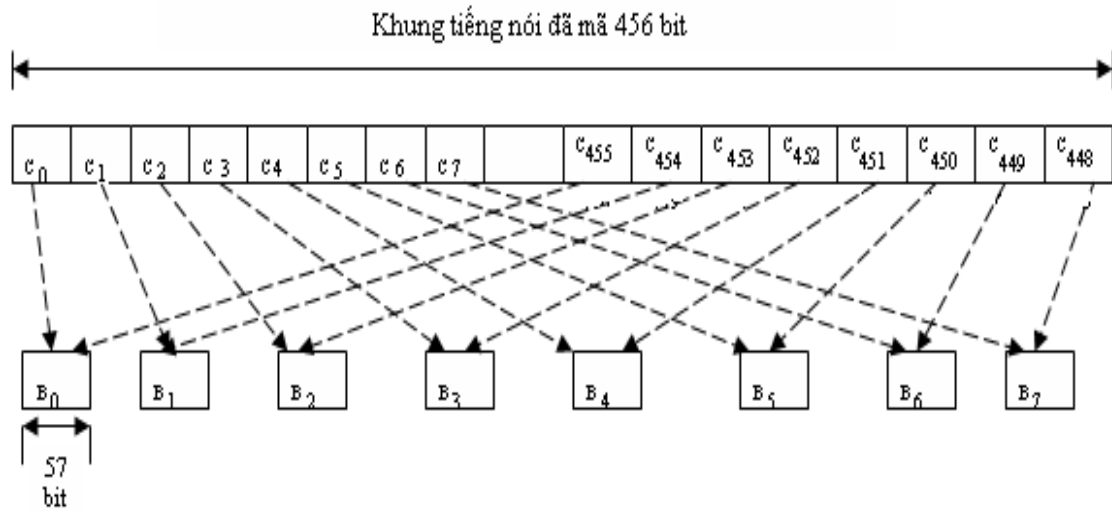 Khung tiếng nói đã mã 456 bit
C0 C1 C2 C3 C4 C5 C6 C7 C455 C454 C453 C452 C451 C450 C449 C448
B0 B1 B2 B3 B4 B5 B6 B7
57
bit